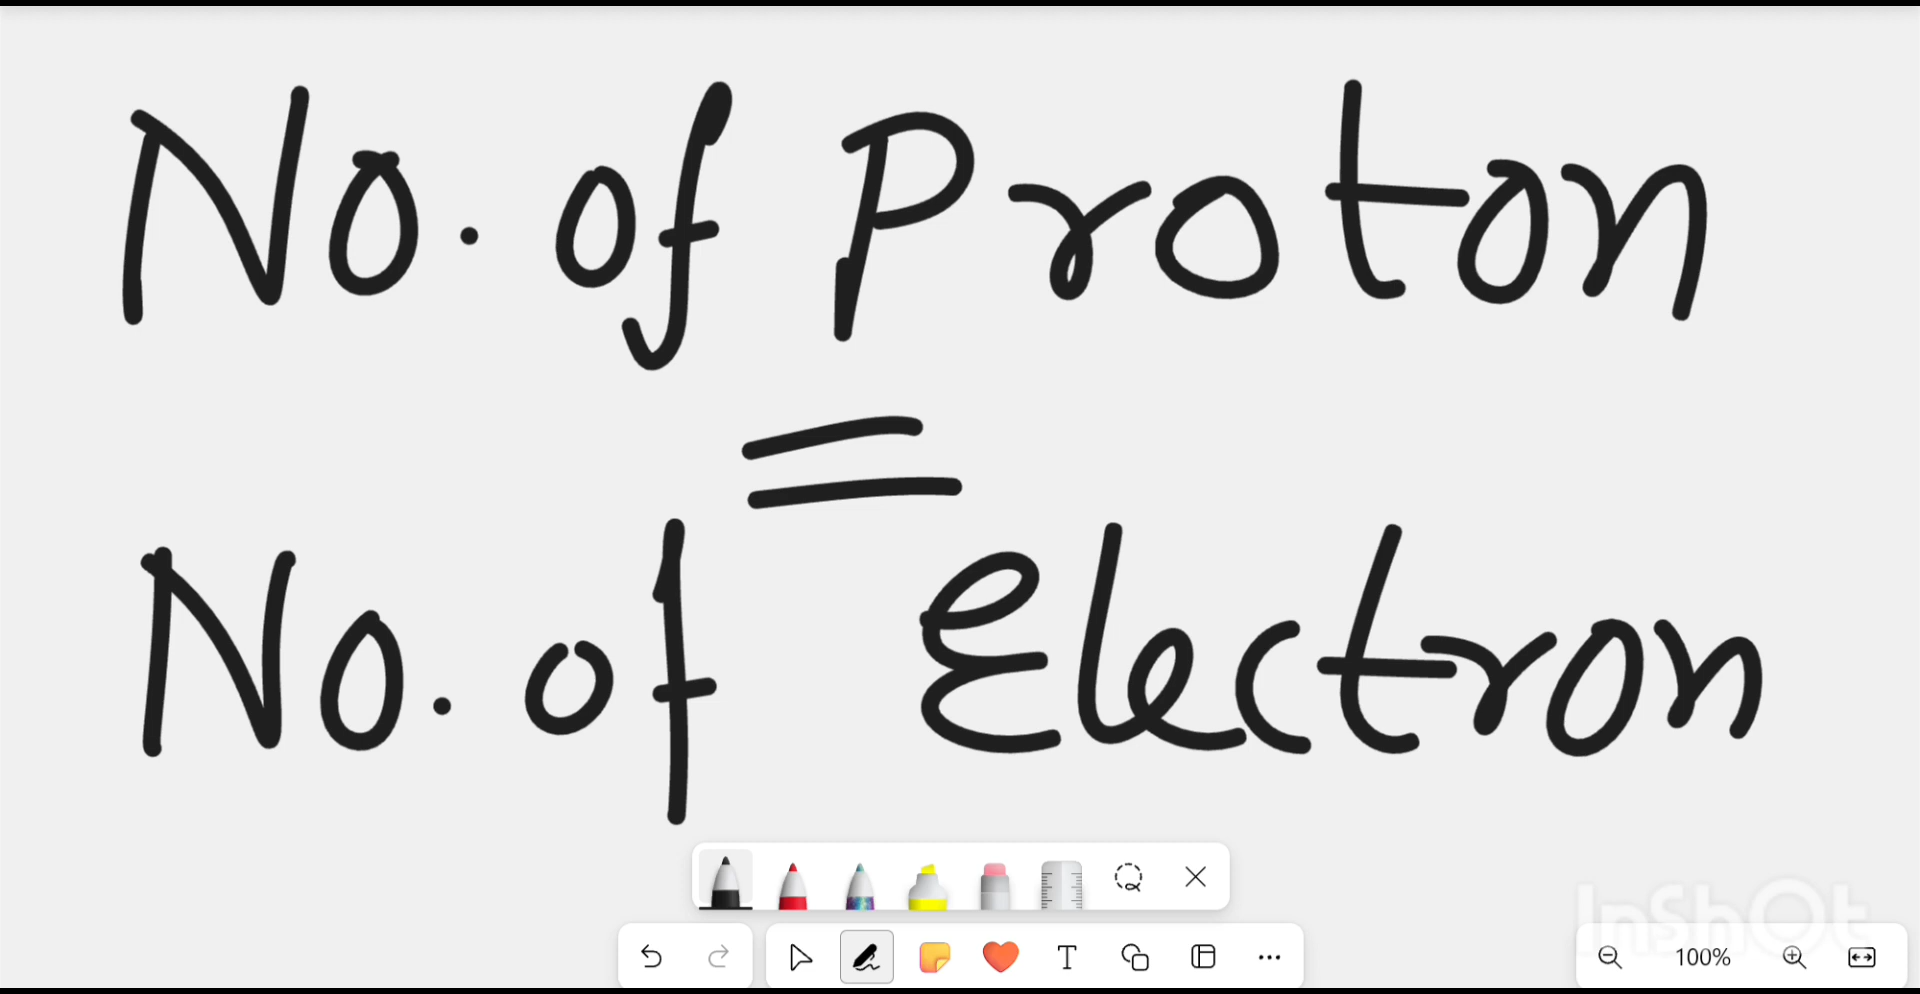 No. of Proton
=
No. of Electron
InShOt
100%